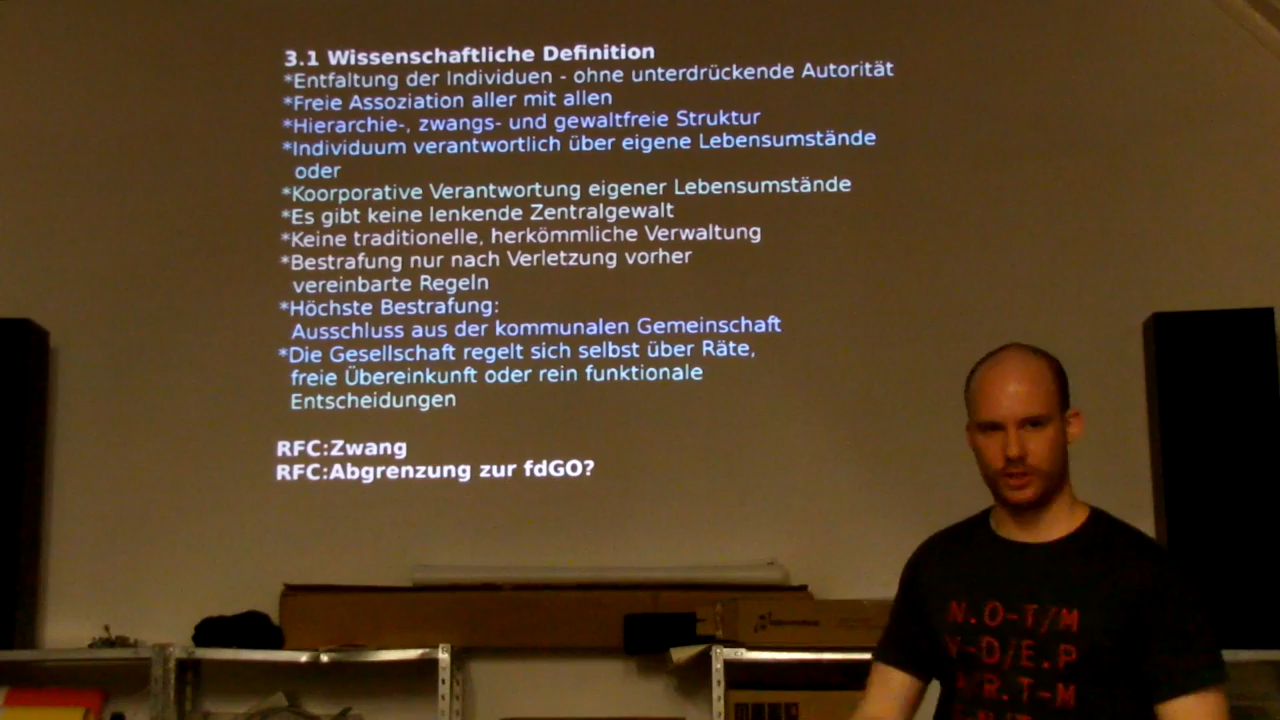 3.1 Wissenschaftliche Definition
*Entfaltung der Individuen - ohne unterdrückende Autorität
*Freie Assoziation aller mit allen
*Hierarchie-, zwangs- und gewaltfreie Struktur
*Individuum verantwortlich über eigene Lebensumstände
oder
*Koorporative Verantwortung eigener Lebensumstände
*Es gibt keine lenkende Zentralgewalt
*Keine traditionelle, herkömmliche Verwaltung
*Bestrafung nur nach Verletzung vorher
vereinbarte Regeln
*Höchste Bestrafung:
Ausschluss aus der kommunalen Gemeinschaft
*Die Gesellschaft regelt sich selbst über Räte,
freie Übereinkunft oder rein funktionale
Entscheidungen
RFC:Zwang
RFC:Abgrenzung zur fdGO?
N.O-T/M
Y-D/E.P
A/R.T-M